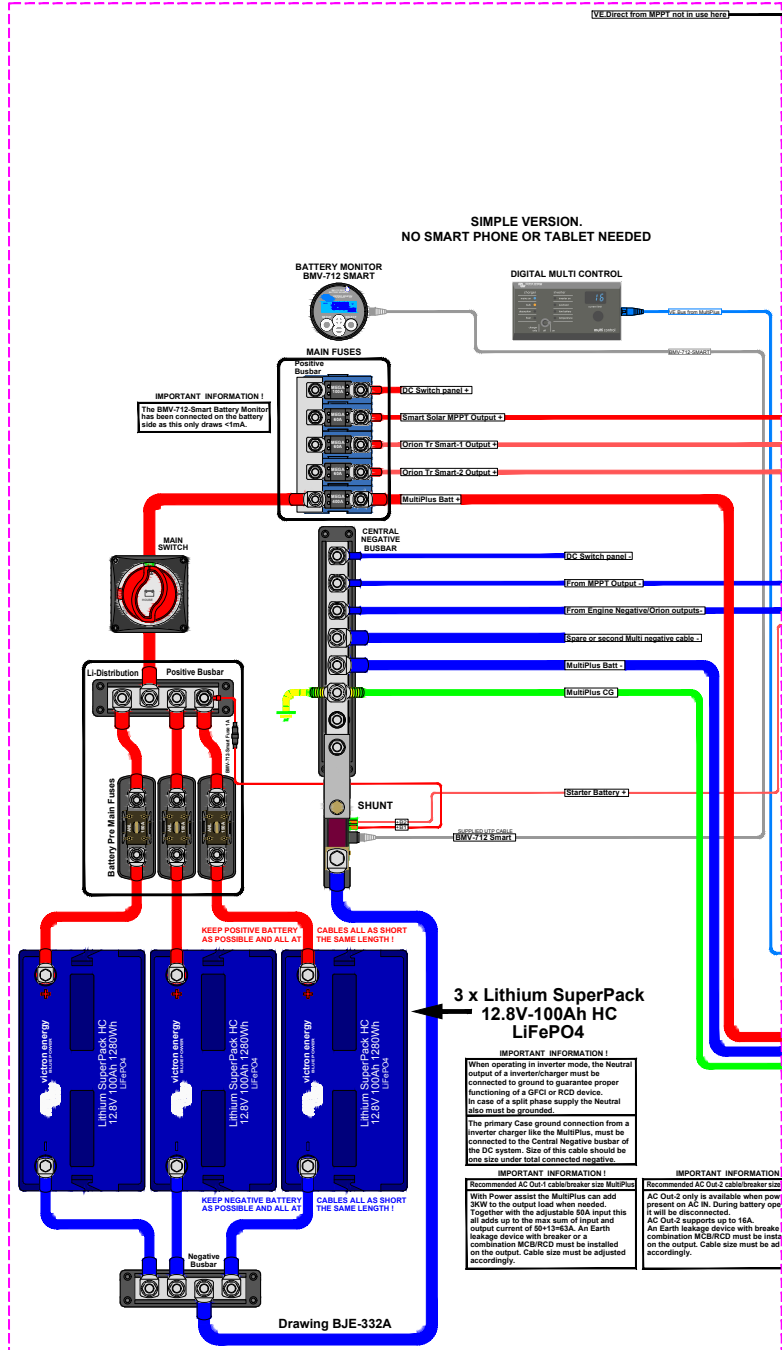 VE.Direct from MPPT not in use here
SIMPLE VERSION.
NO SMART PHONE OR TABLET NEEDED
BATTERY MONITOR
BMV-712 SMART
DIGITAL MULTI CONTROL
VE.Bus from MultiPlus
BMV-712-SMART
MAIN FUSES
Positive
Busbar
IMPORTANT INFORMATION !
The BMV-712-Smart Battery Monitor
has been connected on the battery
side as this only draws <1mA.
DC Switch panel +
Smart Solar MPPT Output +
Orion Tr Smart-1 Output +
Orion Tr Smart-2 Output +
MultiPlus Batt +
MAIN
SWITCH
CENTRAL
NEGATIVE
BUSBAR
DC Switch panel -
From MPPT Output -
From Engine Negative/Orion outputs-
Spare or second Multi negative cable -
MultiPlus Batt -
MultiPlus CG
Li-Distribution
Positive Busbar
BMV-712 Smart Fuse 1A
Battery Pre Main Fuses
SHUNT
Starter Battery +
SUPPLIED UTP CABLE
BMV-712 Smart
KEEP POSITIVE BATTERY CABLES ALL AS SHORT
AS POSSIBLE AND ALL AT THE SAME LENGTH !
victron energy
BLUE POWER
Lithium SuperPack HC
12.8V 100Ah 1280Wh
LiFePO4
victron energy
BLUE POWER
Lithium SuperPack HC
12.8V 100Ah 1280Wh
LiFePO4
victron energy
BLUE POWER
Lithium SuperPack HC
12.8V 100Ah 1280Wh
LiFePO4
3 x Lithium SuperPack
12.8V-100Ah HC
LiFePO4
IMPORTANT INFORMATION !
When operating in inverter mode, the Neutral
output of a inverter/charger must be
connected to ground to guarantee proper
functioning of a GFCI or RCD device.
In case of a split phase supply the Neutral
also must be grounded.
The primary Case ground connection from a
inverter charger like the MultiPlus, must be
connected to the Central Negative busbar of
the DC system. Size of this cable should be
one size under total connected negative.
IMPORTANT INFORMATION !
Recommended AC Out-1 cable/breaker size MultiPlus
With Power assist the MultiPlus can add
3KW to the output load when needed.
Together with the adjustable 50A input this
all adds up to the max sum of input and
output current of 50+13=63A. An Earth
leakage device with breaker or a
combination MCB/RCD must be installed
on the output. Cable size must be adjusted
accordingly.
IMPORTANT INFORMATION
Recommended AC Out-2 cable/breaker size
AC Out-2 only is available when pow
present on AC IN. During battery ope
it will be disconnected.
AC Out-2 supports up to 16A.
An Earth leakage device with breake
combination MCB/RCD must be insta
on the output. Cable size must be ad
accordingly.
KEEP NEGATIVE BATTERY CABLES ALL AS SHORT
AS POSSIBLE AND ALL AT THE SAME LENGTH !
Negative
Busbar
Drawing BJE-332A